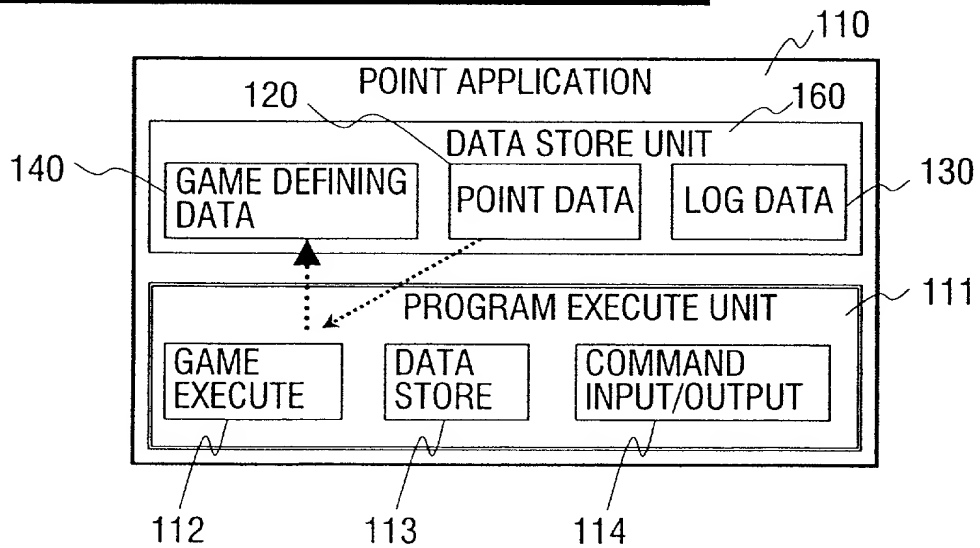 110
POINT APPLICATION
120
160
DATA STORE UNIT
140
GAME DEFINING
DATA
POINT DATA
LOG DATA
130
PROGRAM EXECUTE UNIT
111
GAME
EXECUTE
DATA
STORE
COMMAND
INPUT/OUTPUT
112
113
114